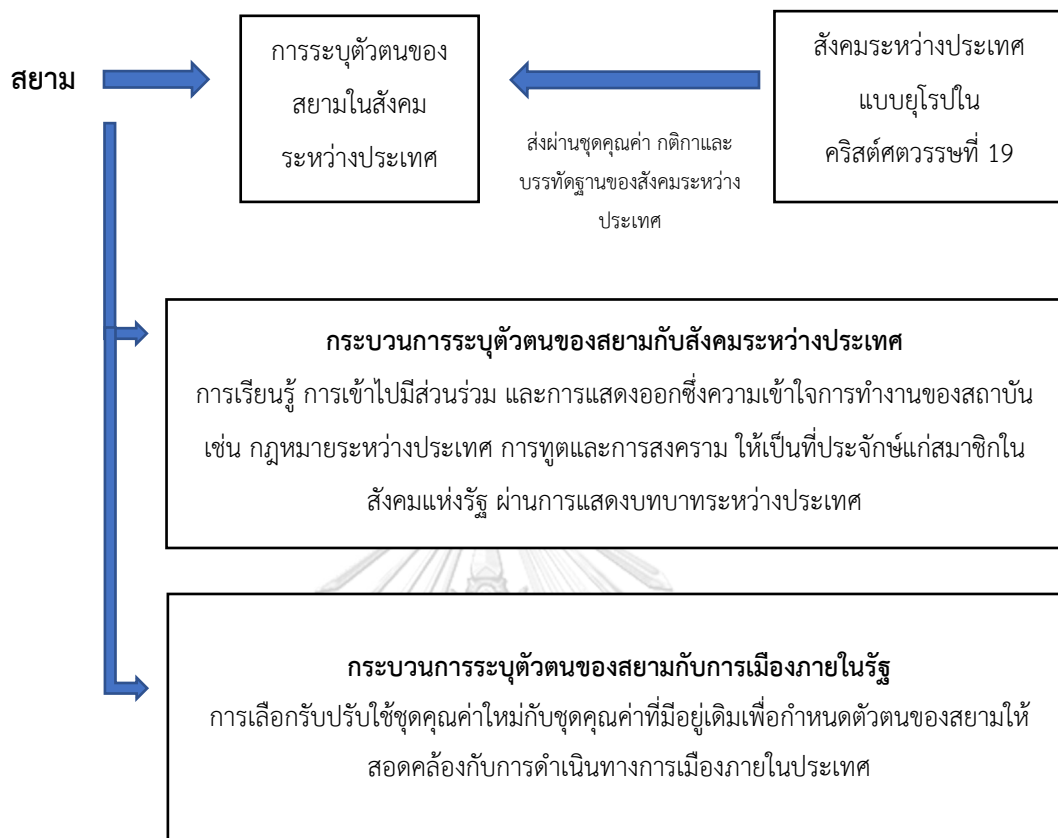 สยาม
การระบุตัวตนของ
สยามในสังคม
ระหว่างประเทศ
ส่งผ่านชุดคุณค่า กติกาและ
บรรทัดฐานของสังคมระหว่าง
ประเทศ
สังคมระหว่างประเทศ
แบบยุโรปใน
คริสต์ศตวรรษที่ 19
กระบวนการระบุตัวตนของสยามกับสังคมระหว่างประเทศ
การเรียนรู้ การเข้าไปมีส่วนร่วม และการแสดงออกซึ่งความเข้าใจการทำงานของสถาบัน
เช่น กฎหมายระหว่างประเทศ การทูตและการสงคราม ให้เป็นที่ประจักษ์แก่สมาชิกใน
สังคมแห่งรัฐ ผ่านการแสดงบทบาทระหว่างประเทศ
กระบวนการระบุตัวตนของสยามกับการเมืองภายในรัฐ
การเลือกรับปรับใช้ชุดคุณค่าใหม่กับชุดคุณค่าที่มีอยู่เดิมเพื่อกำหนดตัวตนของสยามให้
สอดคล้องกับการดำเนินทางการเมืองภายในประเทศ